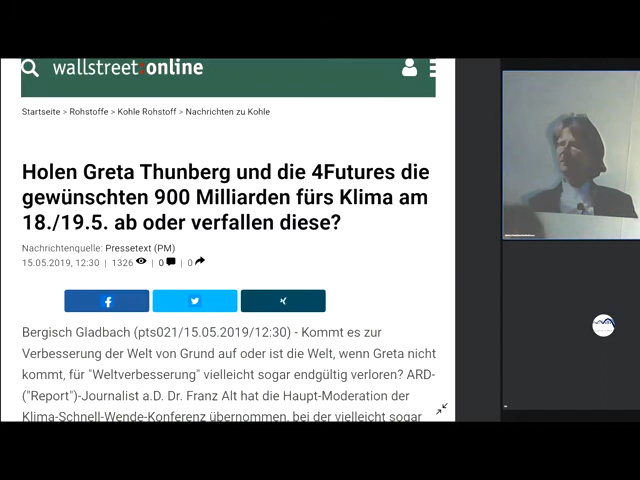 wallstreet:online
Startseite > Rohstoffe > Kohle Rohstoff > Nachrichten zu Kohle
Holen Greta Thunberg und die 4Futures die
gewünschten 900 Milliarden fürs Klima am
18./19.5. ab oder verfallen diese?
Nachrichtenquelle: Pressetext (PM)
15.05.2019, 12:30 | 1326 | 0 | 0
Bergisch Gladbach (pts021/15.05.2019/12:30) - Kommt es zur
Verbesserung der Welt von Grund auf oder ist die Welt, wenn Greta nicht
kommt, für "Weltverbesserung" vielleicht sogar endgültig verloren? ARD-
("Report")-Journalist a.D. Dr. Franz Alt hat die Haupt-Moderation der
Klima-Schnell-Wende-Konferenz übernommen, bei der vielleicht sogar